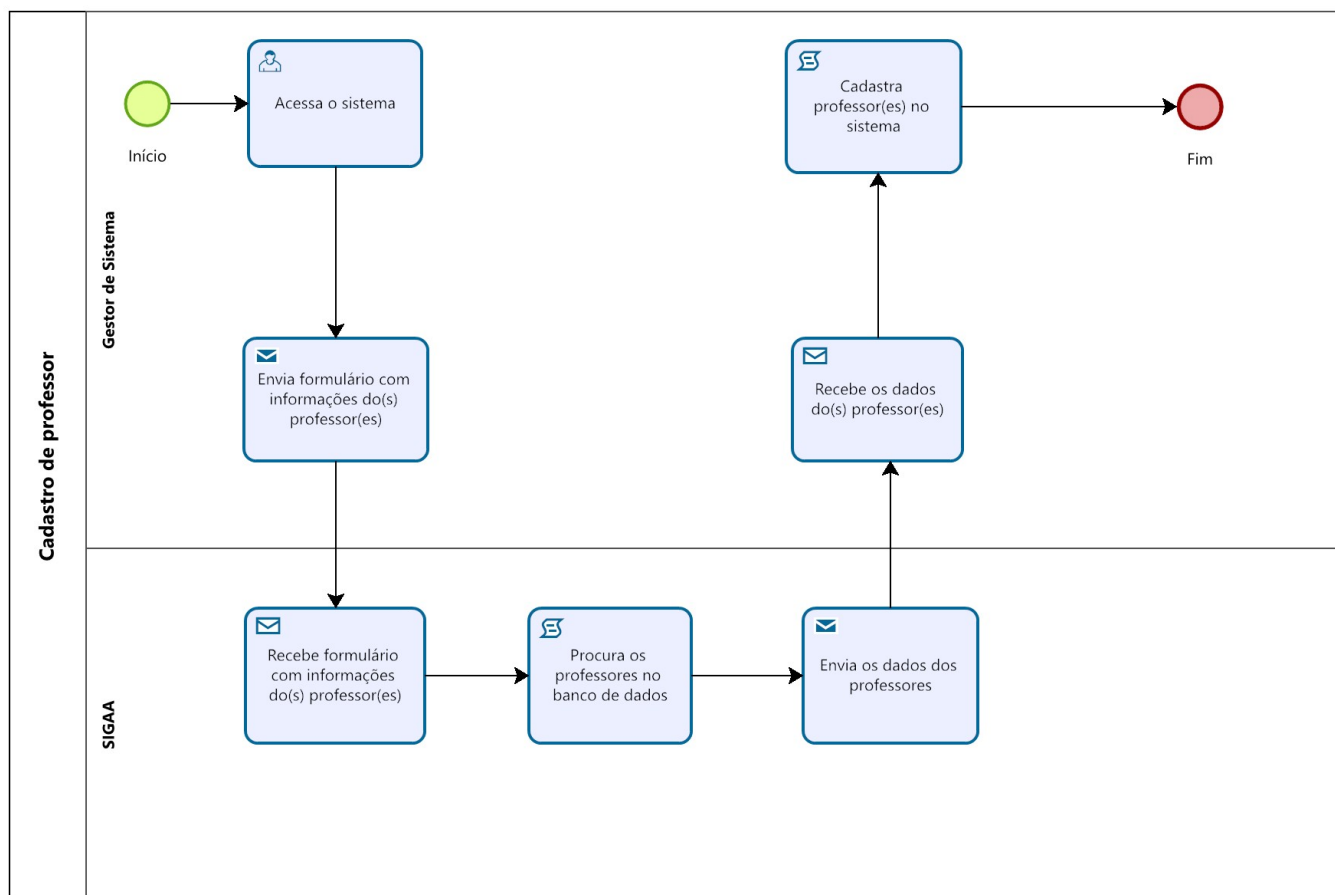 Cadastro de professor
Gestor de Sistema
Início
Acessa o sistema
Envia formulário com
informações do(s)
professor(es)
Cadastra
professor(es) no
sistema
Fim
Recebe os dados
do(s) professor(es)
SIGAA
Recebe formulário
com informações
do(s) professor(es)
Procura os
professores no
banco de dados
Envia os dados dos
professores